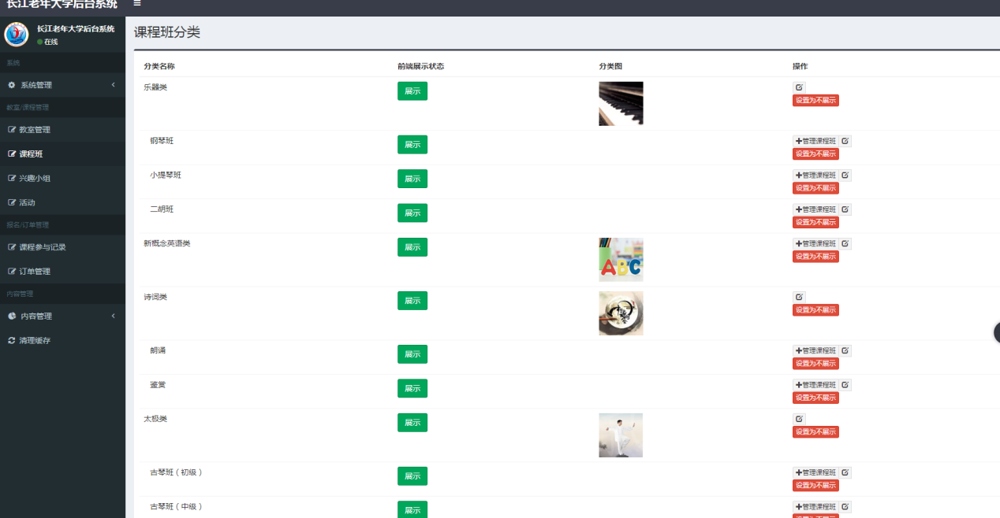 长江老年大学后台系统
长江老年大学后台系统
在线
系统
系统管理
教室/课程管理
教室管理
课程班
兴趣小组
活动
报名/订单管理
课程参与记录
订单管理
内容管理
内容管理
清理缓存
课程班分类
分类名称 前端展示状态 分类图 操作
乐器类 展示
设置为不展示
钢琴班 展示 管理课程班
设置为不展示
小提琴班 展示 管理课程班
设置为不展示
二胡班 展示 管理课程班
设置为不展示
新概念英语类 展示 ABC 管理课程班
设置为不展示
诗词类 展示
设置为不展示
朗诵 展示 管理课程班
设置为不展示
鉴赏 展示 管理课程班
设置为不展示
太极类 展示
设置为不展示
古琴班（初级） 展示 管理课程班
设置为不展示
古琴班（中级） 展示 管理课程班